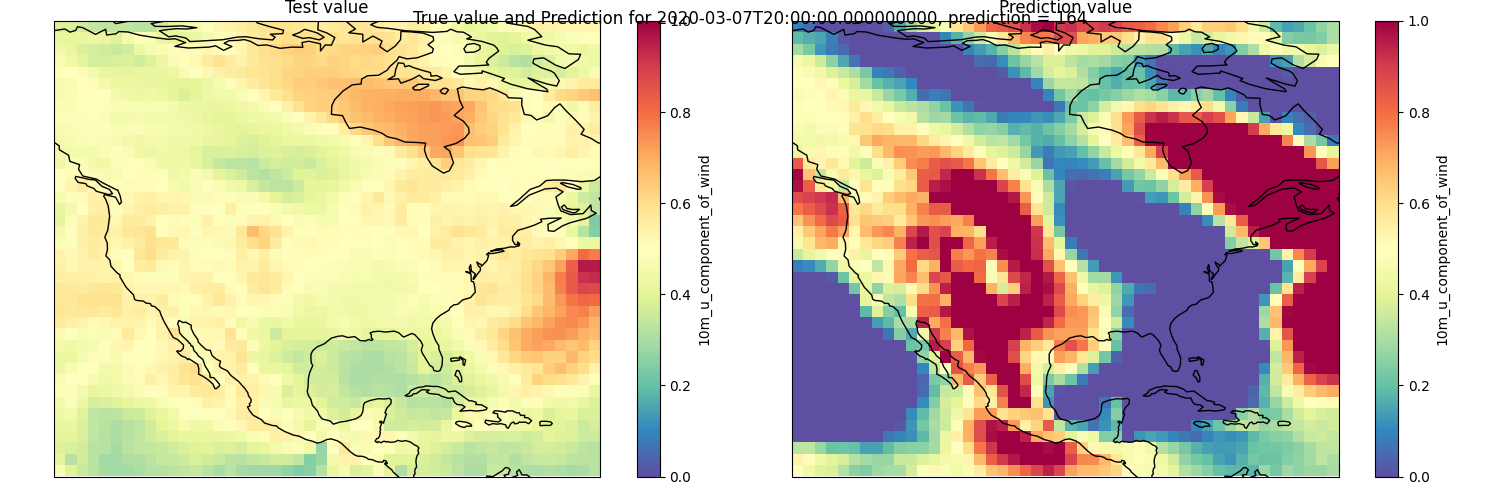 True value and Prediction for 2020-03-07T20:00:00.000000000, prediction = 164
Test value
Prediction value
1.0
0.8
0.6
0.4
0.2
0.0
10m_u_component_of_wind
1.0
0.8
0.6
0.4
0.2
0.0
10m_u_component_of_wind